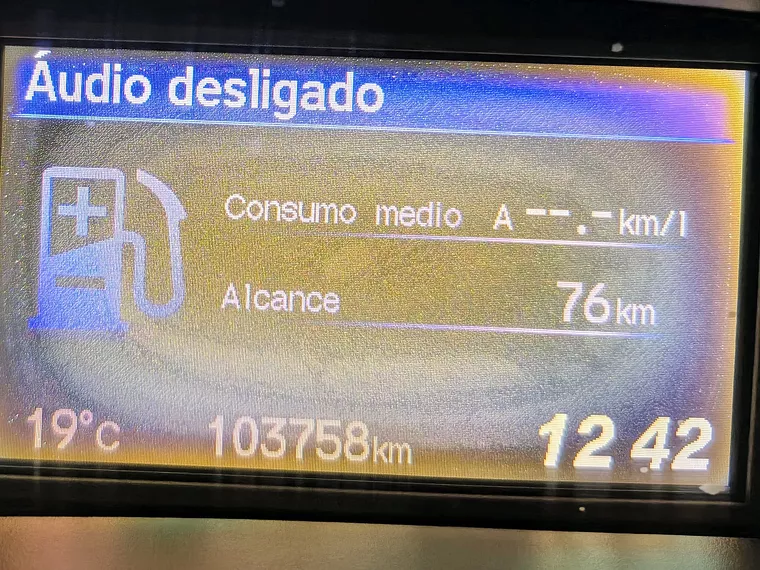 Áudio desligado
Consumo medio A --.- km/l
Alcance 76 km
19°C 103758 km 12 42